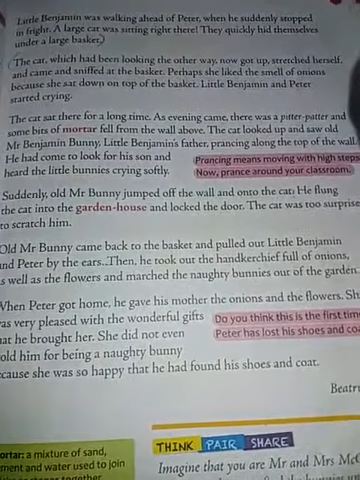 Little Benjamin was walking ahead of Peter, when he suddenly stopped
in fright. A large cat was sitting right there! They quickly hid themselves
under a large basket.
The cat, which had been looking the other way, now got up, stretched herself,
and came and sniffed at the basket. Perhaps she liked the smell of onions
because she sat down on top of the basket. Little Benjamin and Peter
started crying.
The cat sat there for a long time. As evening came, there was a pitter-patter and
some bits of mortar fell from the wall above. The cat looked up and saw old
Mr Benjamin Bunny, Little Benjamin's father, prancing along the top of the wall.
He had come to look for his son and
heard the little bunnies crying softly.
Prancing means moving with high steps
Now, prance around your classroom.
Suddenly, old Mr Bunny jumped off the wall and onto the cat! He flung
the cat into the garden-house and locked the door. The cat was too surprise
to scratch him.
Old Mr Bunny came back to the basket and pulled out Little Benjamin
and Peter by the ears. Then, he took out the handkerchief full of onions,
as well as the flowers and marched the naughty bunnies out of the garden.
When Peter got home, he gave his mother the onions and the flowers. Sh
as very pleased with the wonderful gifts
at he brought her. She did not even
old him for being a naughty bunny
cause she was so happy that he had found his shoes and coat.
Do you think this is the first time
Peter has lost his shoes and coa
Beatri
THINK PAIR SHARE
ortar: a mixture of sand,
ment and water used to join
Imagine that you are Mr and Mrs McG